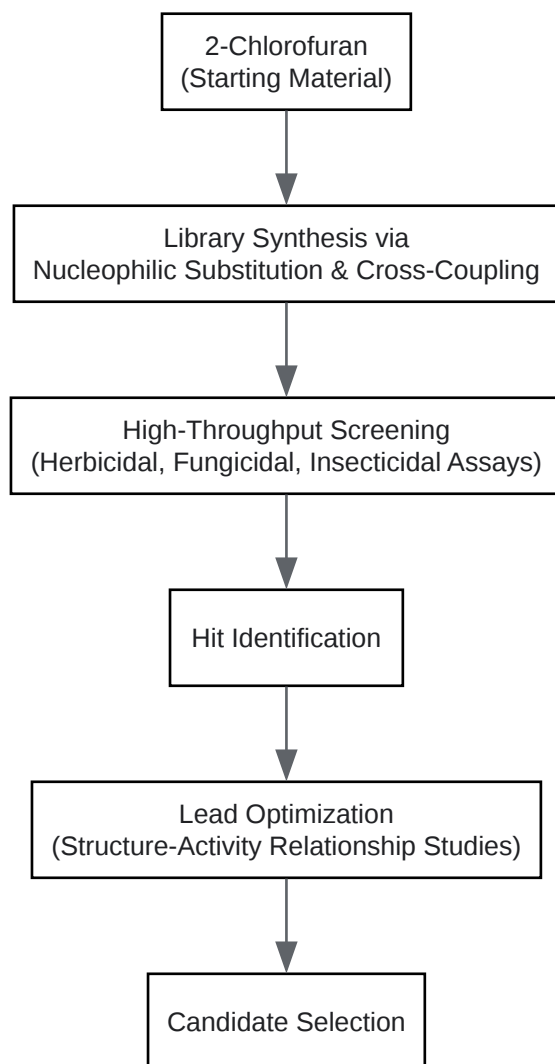 2-Chlorofuran
(Starting Material)
Library Synthesis via
Nucleophilic Substitution & Cross-Coupling
High-Throughput Screening
(Herbicidal, Fungicidal, Insecticidal Assays)
Hit Identification
Lead Optimization
(Structure-Activity Relationship Studies)
Candidate Selection